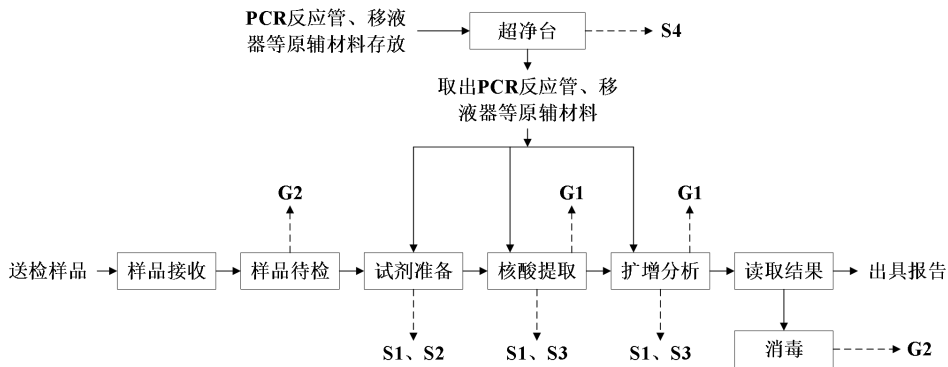 PCR反应管、移液
器等原辅材料存放
超净台
S4
取出PCR反应管、移
液器等原辅材料
G2
G1
G1
送检样品
样品接收
样品待检
试剂准备
核酸提取
扩增分析
读取结果
出具报告
S1、S2
S1、S3
S1、S3
消毒
G2